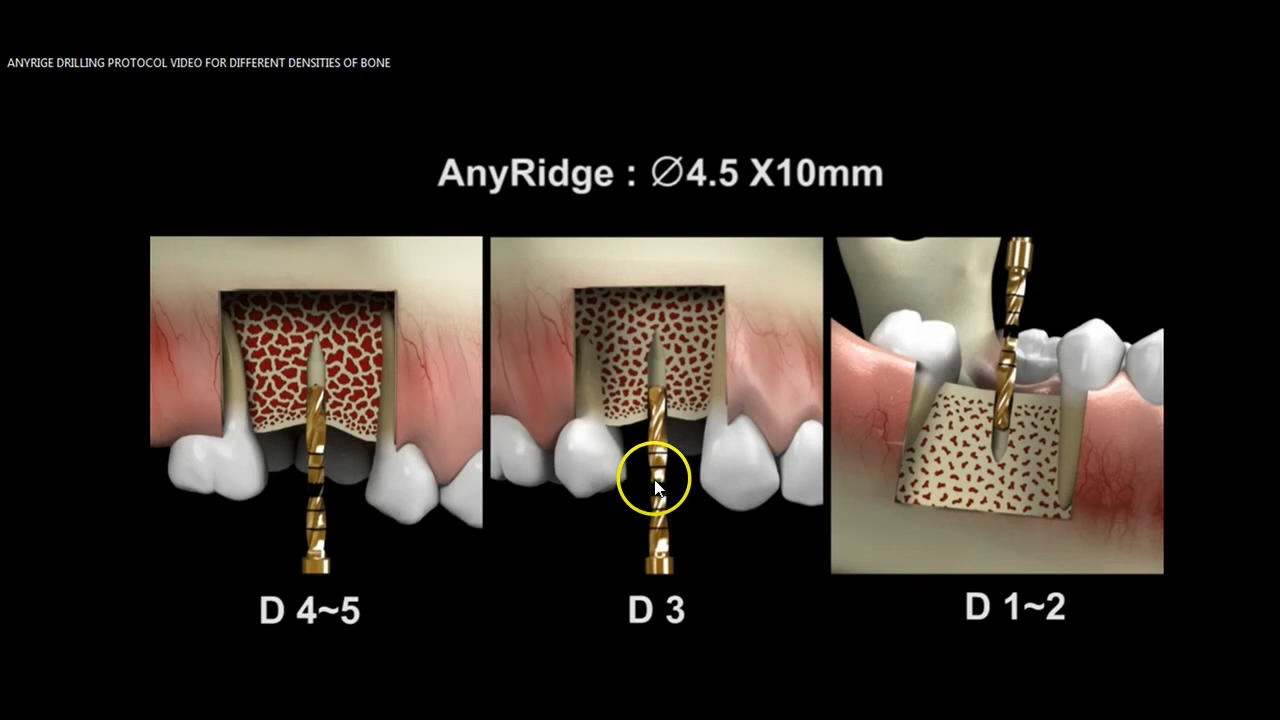 ANYRIGE DRILLING PROTOCOL VIDEO FOR DIFFERENT DENSITIES OF BONE
AnyRidge : ∅4.5 X10mm
D 4~5
D 3
D 1~2